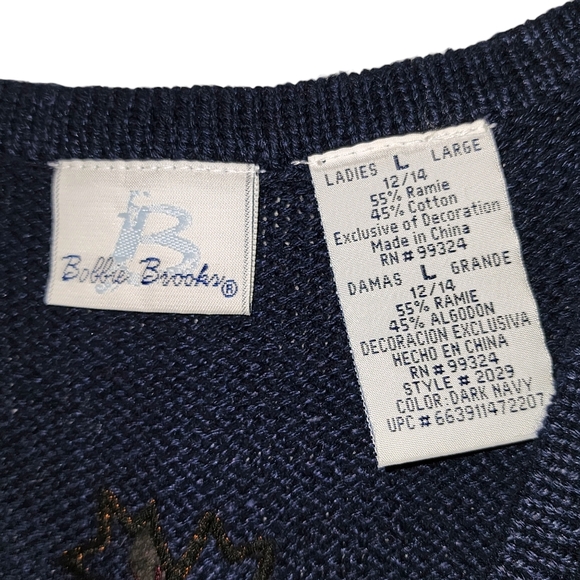 B
Bobbie Brooks®
LADIES L LARGE
12/14
55% Ramie
45% Cotton
Exclusive of Decoration
Made in China
RN# 99324
DAMAS L GRANDE
12/14
55% RAMIE
45% ALGODON
DECORACION EXCLUSIVA
HECHO EN CHINA
RN# 99324
STYLE # 2029
COLOR: DARK NAVY
UPC # 663911472207